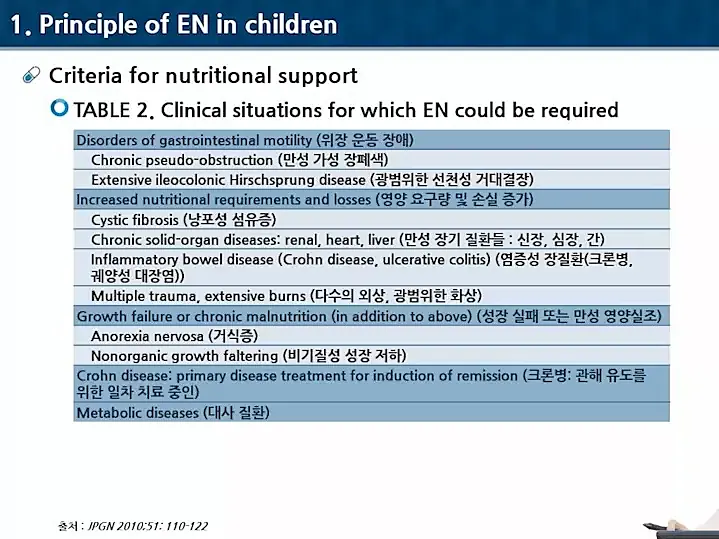 1. Principle of EN in children
Criteria for nutritional support
TABLE 2. Clinical situations for which EN could be required
Disorders of gastrointestinal motility (위장 운동 장애)
Chronic pseudo-obstruction (만성 가성 장폐색)
Extensive ileocolonic Hirschsprung disease (광범위한 선천성 거대결장)
Increased nutritional requirements and losses (영양 요구량 및 손실 증가)
Cystic fibrosis (낭포성 섬유증)
Chronic solid-organ diseases: renal, heart, liver (만성 장기 질환들 : 신장, 심장, 간)
Inflammatory bowel disease (Crohn disease, ulcerative colitis) (염증성 장질환(크론병,
궤양성 대장염))
Multiple trauma, extensive burns (다수의 외상, 광범위한 화상)
Growth failure or chronic malnutrition (in addition to above) (성장 실패 또는 만성 영양실조)
Anorexia nervosa (거식증)
Nonorganic growth faltering (비기질성 성장 저하)
Crohn disease: primary disease treatment for induction of remission (크론병: 관해 유도를
위한 일차 치료 중인)
Metabolic diseases (대사 질환)
출처 : JPGN 2010;51: 110-122